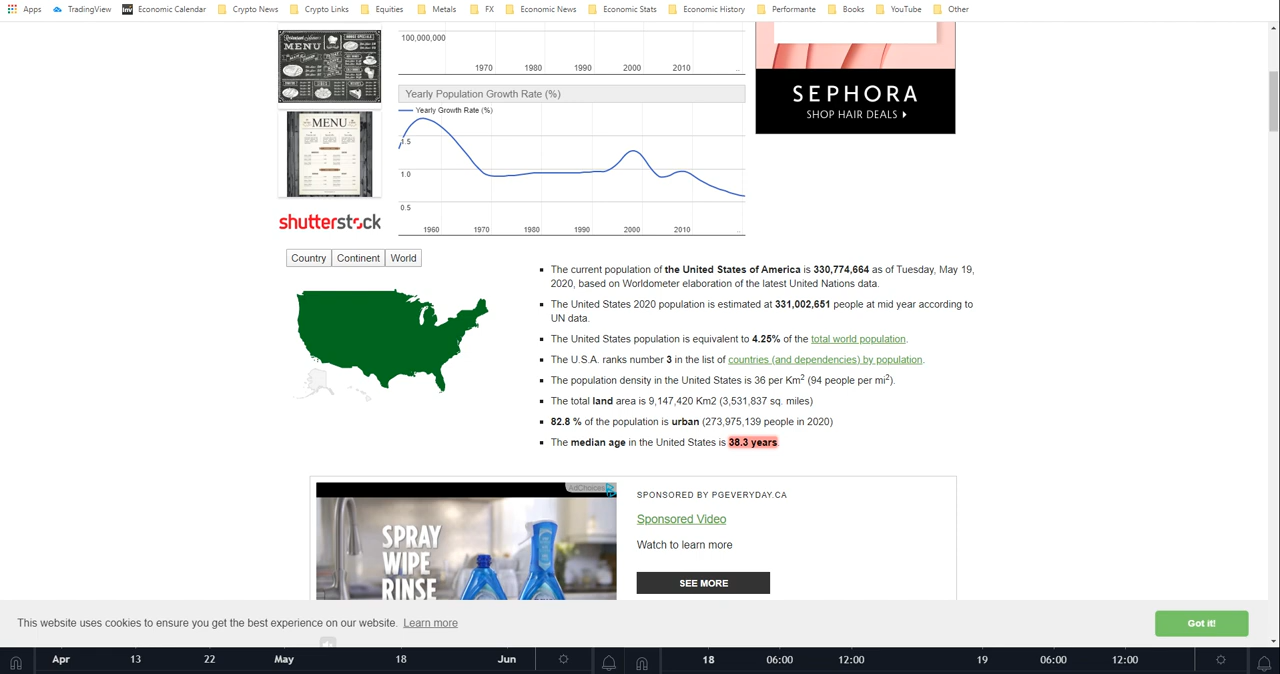 Apps TradingView inv Economic Calendar Crypto News Crypto Links Equities Metals FX Economic News Economic Stats Economic History Performante Books YouTube Other
MENU
100,000,000
1970 1980 1990 2000 2010
Yearly Population Growth Rate (%)
Yearly Growth Rate (%)
1.5
1.0
0.5
1960 1970 1980 1990 2000 2010
MENU
shutterstock
SEPHORA
SHOP HAIR DEALS
Country Continent World
The current population of the United States of America is 330,774,664 as of Tuesday, May 19,
2020, based on Worldometer elaboration of the latest United Nations data.
The United States 2020 population is estimated at 331,002,651 people at mid year according to
UN data.
The United States population is equivalent to 4.25% of the total world population.
The U.S.A. ranks number 3 in the list of countries (and dependencies) by population.
The population density in the United States is 36 per Km2 (94 people per mi2).
The total land area is 9,147,420 Km2 (3,531,837 sq. miles)
82.8 % of the population is urban (273,975,139 people in 2020)
The median age in the United States is 38.3 years.
AdChoices
SPRAY
WIPE
RINSE
SPONSORED BY PGEVERYDAY.CA
Sponsored Video
Watch to learn more
SEE MORE
This website uses cookies to ensure you get the best experience on our website. Learn more
Got it!
Apr 13 22 May 18 Jun 18 06:00 12:00 19 06:00 12:00